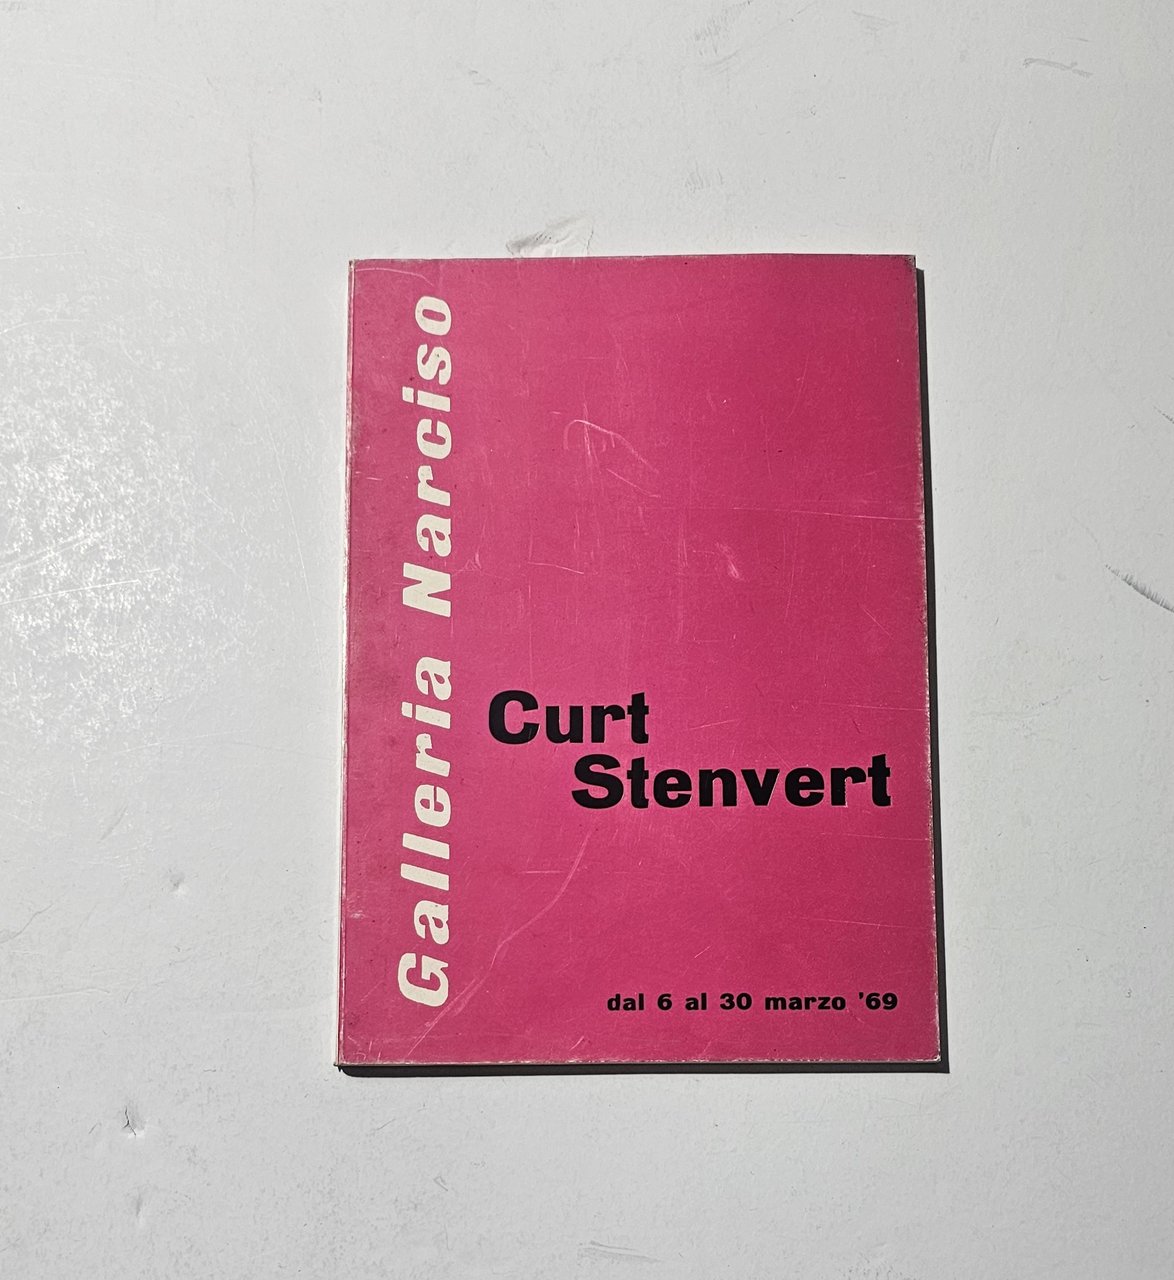 Galleria Narciso
Curt
Stenvert
dal 6 al 30 marzo '69